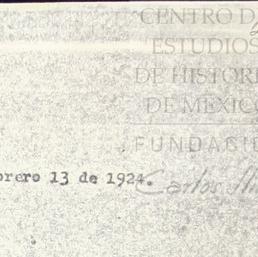 CENTRO D
ESTUDIOS
DE HISTORI
DE MEXICO
FUNDACI
brero 13 de 1924.
Carlos